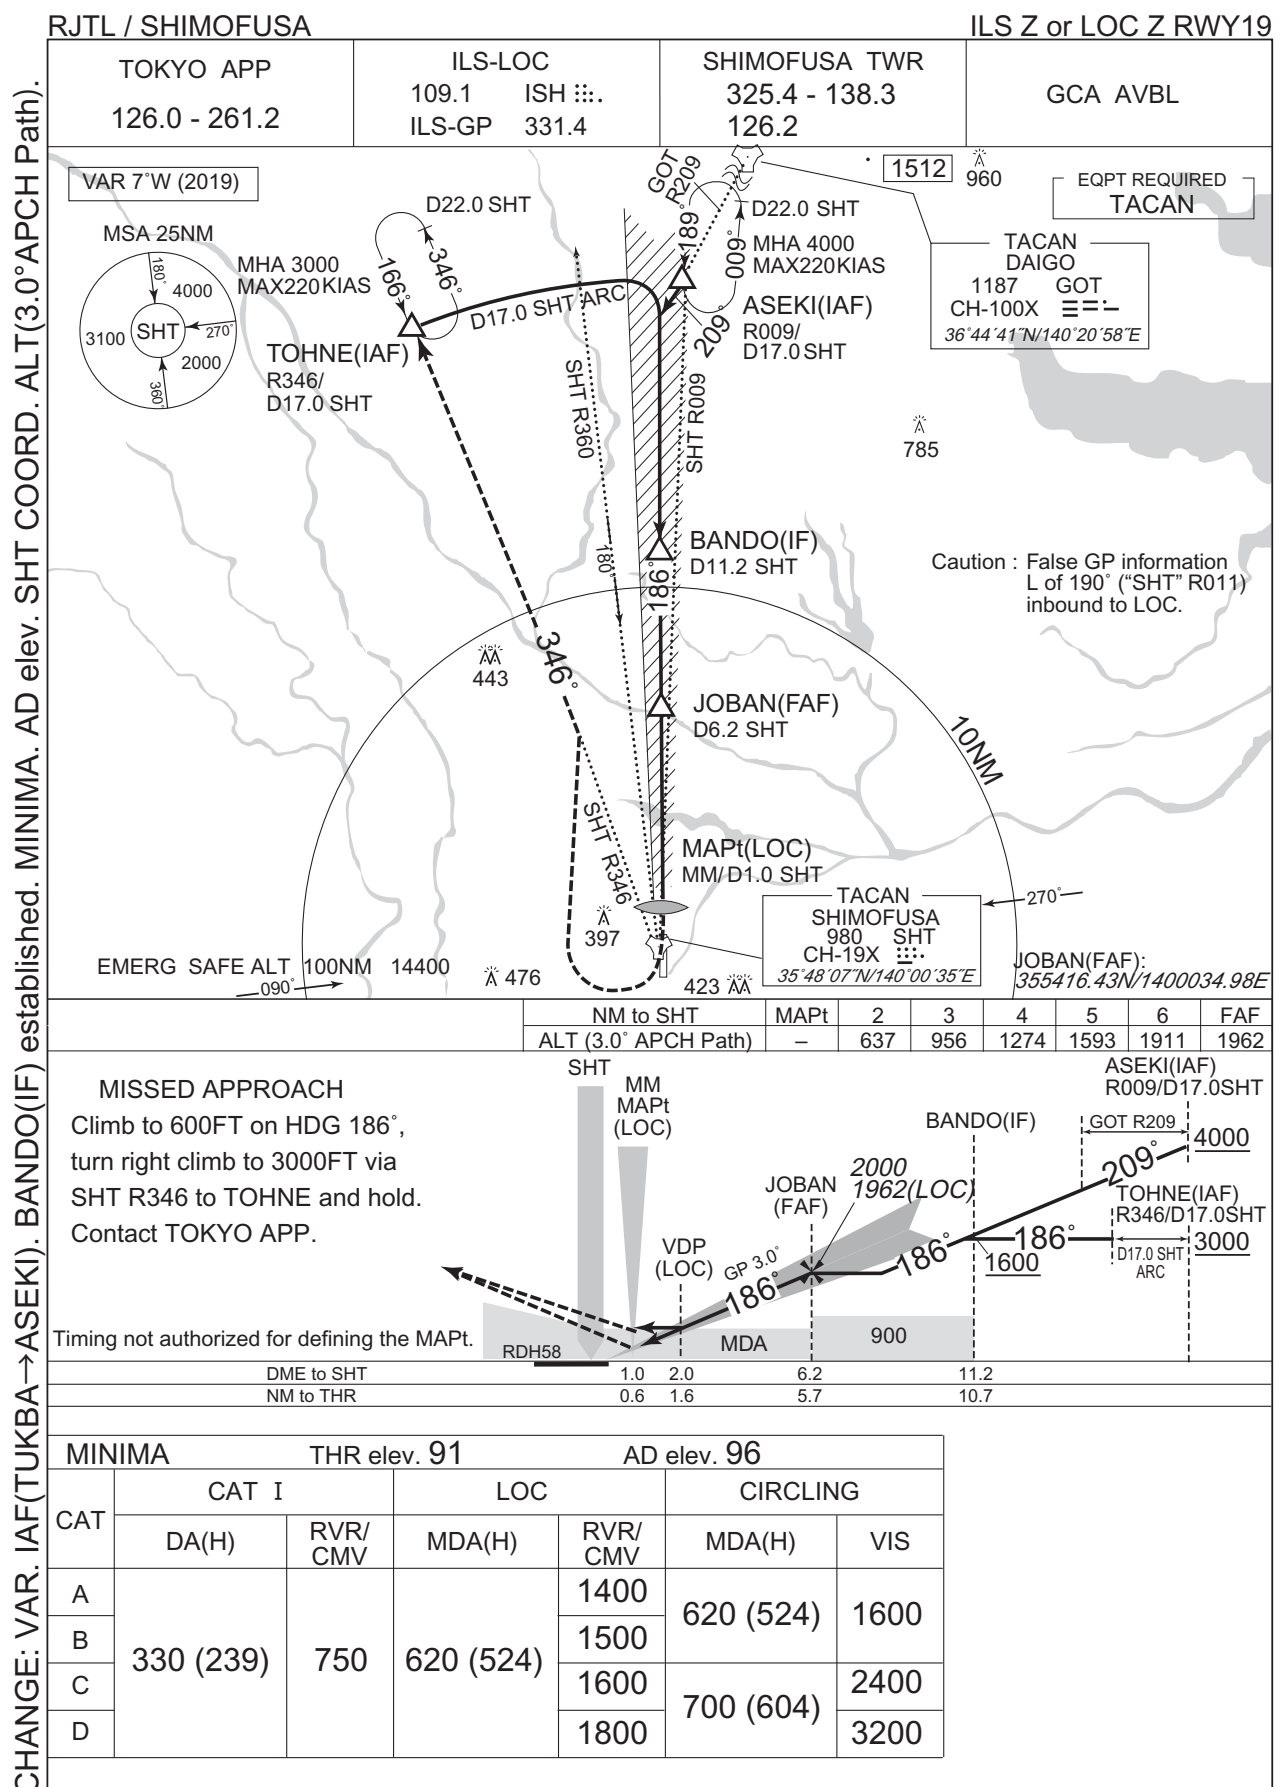 RJTL / SHIMOFUSA
ILS Z or LOC Z RWY19
TOKYO APP
126.0 - 261.2
ILS-LOC
109.1 ISH
ILS-GP 331.4
SHIMOFUSA TWR
325.4 - 138.3
126.2
GCA AVBL
CHANGE: VAR. IAF(TUKBA→ASEKI). BANDO(IF) established. MINIMA. AD elev. SHT COORD. ALT(3.0°APCH Path).
VAR 7°W (2019)
MSA 25NM
180°
4000
3100
SHT
270°
2000
360°
D22.0 SHT
346°
166°
MHA 3000
MAX220KIAS
TOHNE(IAF)
R346/
D17.0 SHT
D17.0 SHT ARC
GOT
R209
189°
009°
D22.0 SHT
MHA 4000
MAX220KIAS
ASEKI(IAF)
R009/
D17.0 SHT
209°
1512
960
EQPT REQUIRED
TACAN
TACAN
DAIGO
1187 GOT
CH-100X
36°44′41″N/140°20′58″E
SHT R360
SHT R009
785
BANDO(IF)
D11.2 SHT
180°
186°
Caution : False GP information
L of 190° (“SHT” R011)
inbound to LOC.
346°
443
JOBAN(FAF)
D6.2 SHT
10NM
SHT R346
MAPt(LOC)
MM/D1.0 SHT
397
TACAN
SHIMOFUSA
980 SHT
CH-19X
35°48′07″N/140°00′35″E
270°
EMERG SAFE ALT 100NM 14400
090°
476
423
JOBAN(FAF):
355416.43N/1400034.98E
NM to SHT MAPt 2 3 4 5 6 FAF
ALT (3.0° APCH Path) – 637 956 1274 1593 1911 1962
MISSED APPROACH
Climb to 600FT on HDG 186°,
turn right climb to 3000FT via
SHT R346 to TOHNE and hold.
Contact TOKYO APP.
Timing not authorized for defining the MAPt.
SHT
MM
MAPt
(LOC)
VDP
(LOC)
JOBAN
(FAF)
2000
1962(LOC)
BANDO(IF)
ASEKI(IAF)
R009/D17.0SHT
GOT R209
4000
209°
TOHNE(IAF)
R346/D17.0SHT
3000
D17.0 SHT
ARC
186°
1600
186°
GP 3.0°
186°
RDH58
MDA
900
DME to SHT 1.0 2.0 6.2 11.2
NM to THR 0.6 1.6 5.7 10.7
MINIMA THR elev. 91 AD elev. 96
CAT
CAT I LOC CIRCLING
DA(H) RVR/CMV MDA(H) RVR/CMV MDA(H) VIS
A
B
C
D
330 (239)
750
620 (524)
1400
1500
1600
1800
620 (524)
700 (604)
1600
2400
3200